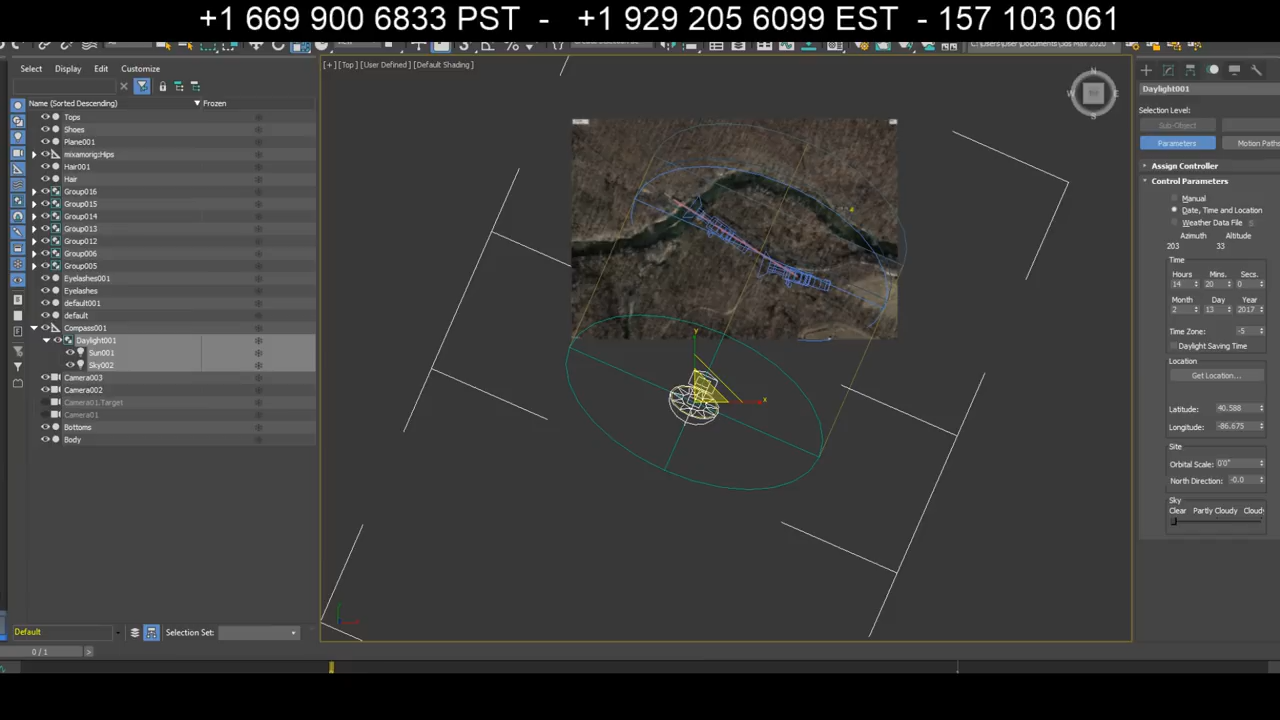 +1 669 900 6833 PST - +1 929 205 6099 EST - 157 103 061
[+] [Top] [User Defined] [Default Shading]
Select Display Edit Customize
Name (Sorted Descending) Frozen
Tops
Shoes
Plane001
mixamorig:Hips
Hair001
Hair
Group016
Group015
Group014
Group013
Group012
Group006
Group005
Eyelashes001
Eyelashes
default001
default
Compass001
Daylight001
Sun001
Sky002
Camera003
Camera002
Camera01.Target
Camera01
Bottoms
Body
Default
Selection Set:
0 / 1
N
W
E
S
y
x
Daylight001
Selection Level:
Sub-Object
Parameters Motion Paths
Assign Controller
Control Parameters
Manual
Date, Time and Location
Weather Data File
Azimuth Altitude
203 33
Time
Hours Mins. Secs.
14 20 0
Month Day Year
2 13 2017
Time Zone: -5
Daylight Saving Time
Location
Get Location...
Latitude: 40.588
Longitude: -86.675
Site
Orbital Scale: 0'0"
North Direction: -0.0
Sky
Clear Partly Cloudy Cloudy